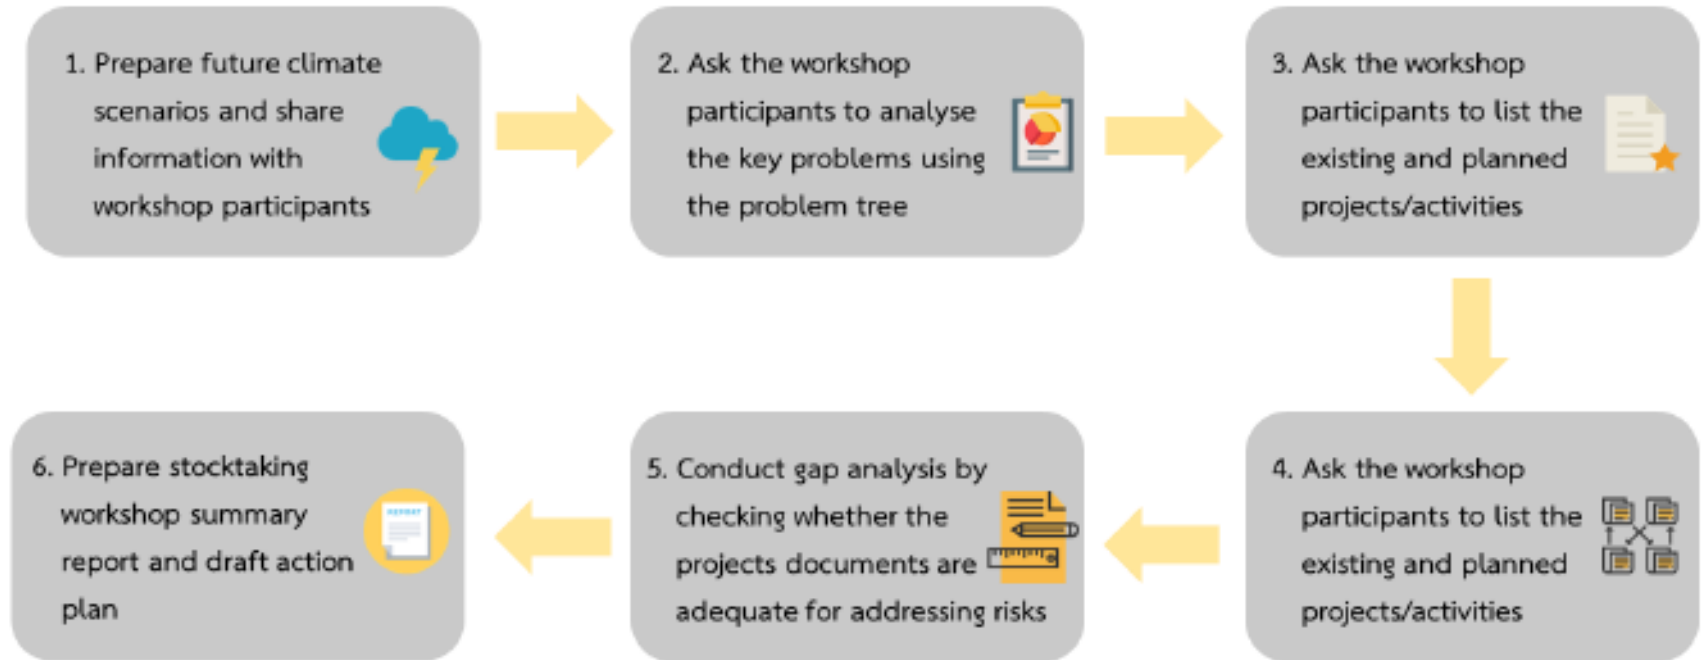 1. Prepare future climate
scenarios and share
information with
workshop participants
2. Ask the workshop
participants to analyse
the key problems using
the problem tree
3. Ask the workshop
participants to list the
existing and planned
projects/activities
4. Ask the workshop
participants to list the
existing and planned
projects/activities
5. Conduct gap analysis by
checking whether the
projects documents are
adequate for addressing risks
6. Prepare stocktaking
workshop summary
report and draft action
plan
REPORT